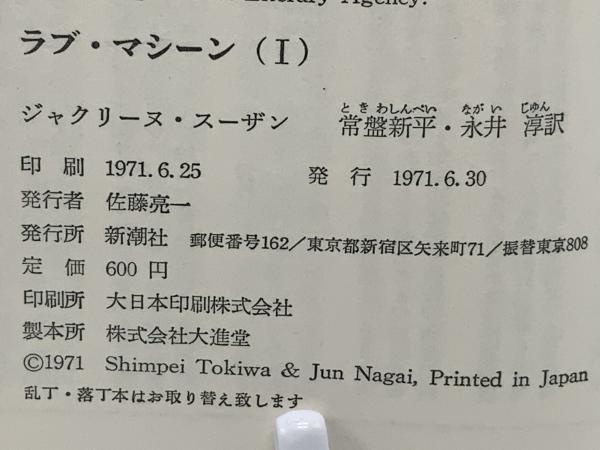 Literary Agency.
ラブ・マシーン（Ⅰ）
ジャクリーヌ・スーザン　常盤新平・永井 淳訳
ときわしんぺい　ながい　じゅん
印　刷　1971.6.25　発　行　1971.6.30
発行者　佐藤亮一
発行所　新潮社　郵便番号162／東京都新宿区矢来町71／振替東京808
定　価　600円
印刷所　大日本印刷株式会社
製本所　株式会社大進堂
©1971 Shimpei Tokiwa & Jun Nagai, Printed in Japan
乱丁・落丁本はお取り替え致します